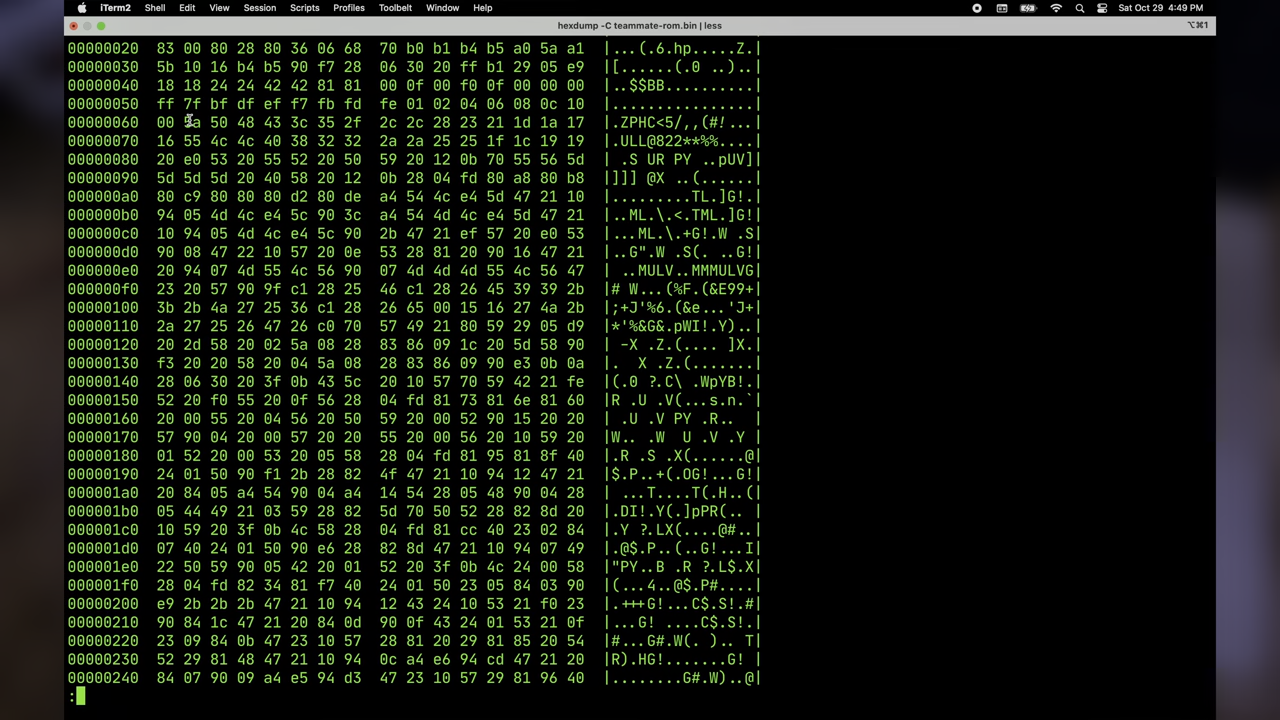 iTerm2 Shell Edit View Session Scripts Profiles Toolbelt Window Help Sat Oct 29 4:49 PM
hexdump -C teammate-rom.bin | less ⌥⌘1
00000020 83 00 80 28 80 36 06 68 70 b0 b1 b4 b5 a0 5a a1 |...(.6.hp.....Z.|
00000030 5b 10 16 b4 b5 90 f7 28 06 30 20 ff b1 29 05 e9 |[......(.0 ..)..|
00000040 18 18 24 24 42 42 81 81 00 0f 00 f0 0f 00 00 00 |..$$BB..........|
00000050 ff 7f bf df ef f7 fb fd fe 01 02 04 06 08 0c 10 |................|
00000060 00 5a 50 48 43 3c 35 2f 2c 2c 28 23 21 1d 1a 17 |.ZPHC<5/,,(#!...|
00000070 16 55 4c 4c 40 38 32 32 2a 2a 25 25 1f 1c 19 19 |.ULL@822**%%....|
00000080 20 e0 53 20 55 52 20 50 59 20 12 0b 70 55 56 5d | .S UR PY ..pUV]|
00000090 5d 5d 5d 20 40 58 20 12 0b 28 04 fd 80 a8 80 b8 |]]] @X ..(......|
000000a0 80 c9 80 80 80 d2 80 de a4 54 4c e4 5d 47 21 10 |.........TL.]G!.|
000000b0 94 05 4d 4c e4 5c 90 3c a4 54 4d 4c e4 5d 47 21 |..ML.\.<.TML.]G!|
000000c0 10 94 05 4d 4c e4 5c 90 2b 47 21 ef 57 20 e0 53 |...ML.\.+G!.W .S|
000000d0 90 08 47 22 10 57 20 0e 53 28 81 20 90 16 47 21 |..G".W .S(. ..G!|
000000e0 20 94 07 4d 55 4c 56 90 07 4d 4d 4d 55 4c 56 47 | ..MULV..MMMULVG|
000000f0 23 20 57 90 9f c1 28 25 46 c1 28 26 45 39 39 2b |# W...(%F.(&E99+|
00000100 3b 2b 4a 27 25 36 c1 28 26 65 00 15 16 27 4a 2b |;+J'%6.(&e...'J+|
00000110 2a 27 25 26 47 26 c0 70 57 49 21 80 59 29 05 d9 |*'%&G&.pWI!.Y)..|
00000120 20 2d 58 20 02 5a 08 28 83 86 09 1c 20 5d 58 90 | -X .Z.(.... ]X.|
00000130 f3 20 20 58 20 04 5a 08 28 83 86 09 90 e3 0b 0a |.  X .Z.(.......|
00000140 28 06 30 20 3f 0b 43 5c 20 10 57 70 59 42 21 fe |(.0 ?.C\ .WpYB!.|
00000150 52 20 f0 55 20 0f 56 28 04 fd 81 73 81 6e 81 60 |R .U .V(...s.n.`|
00000160 20 00 55 20 04 56 20 50 59 20 00 52 90 15 20 20 | .U .V PY .R..  |
00000170 57 90 04 20 00 57 20 20 55 20 00 56 20 10 59 20 |W.. .W  U .V .Y |
00000180 01 52 20 00 53 20 05 58 28 04 fd 81 95 81 8f 40 |.R .S .X(......@|
00000190 24 01 50 90 f1 2b 28 82 4f 47 21 10 94 12 47 21 |$.P..+(.OG!...G!|
000001a0 20 84 05 a4 54 90 04 a4 14 54 28 05 48 90 04 28 | ...T....T(.H..(|
000001b0 05 44 49 21 03 59 28 82 5d 70 50 52 28 82 8d 20 |.DI!.Y(.]pPR(.. |
000001c0 10 59 20 3f 0b 4c 58 28 04 fd 81 cc 40 23 02 84 |.Y ?.LX(....@#..|
000001d0 07 40 24 01 50 90 e6 28 82 8d 47 21 10 94 07 49 |.@$.P..(..G!...I|
000001e0 22 50 59 90 05 42 20 01 52 20 3f 0b 4c 24 00 58 |"PY..B .R ?.L$.X|
000001f0 28 04 fd 82 34 81 f7 40 24 01 50 23 05 84 03 90 |(...4..@$.P#....|
00000200 e9 2b 2b 2b 47 21 10 94 12 43 24 10 53 21 f0 23 |.+++G!...C$.S!.#|
00000210 90 84 1c 47 21 20 84 0d 90 0f 43 24 01 53 21 0f |...G! ....C$.S!.|
00000220 23 09 84 0b 47 23 10 57 28 81 20 29 81 85 20 54 |#...G#.W(. ).. T|
00000230 52 29 81 48 47 21 10 94 0c a4 e6 94 cd 47 21 20 |R).HG!.......G! |
00000240 84 07 90 09 a4 e5 94 d3 47 23 10 57 29 81 96 40 |........G#.W)..@|
: